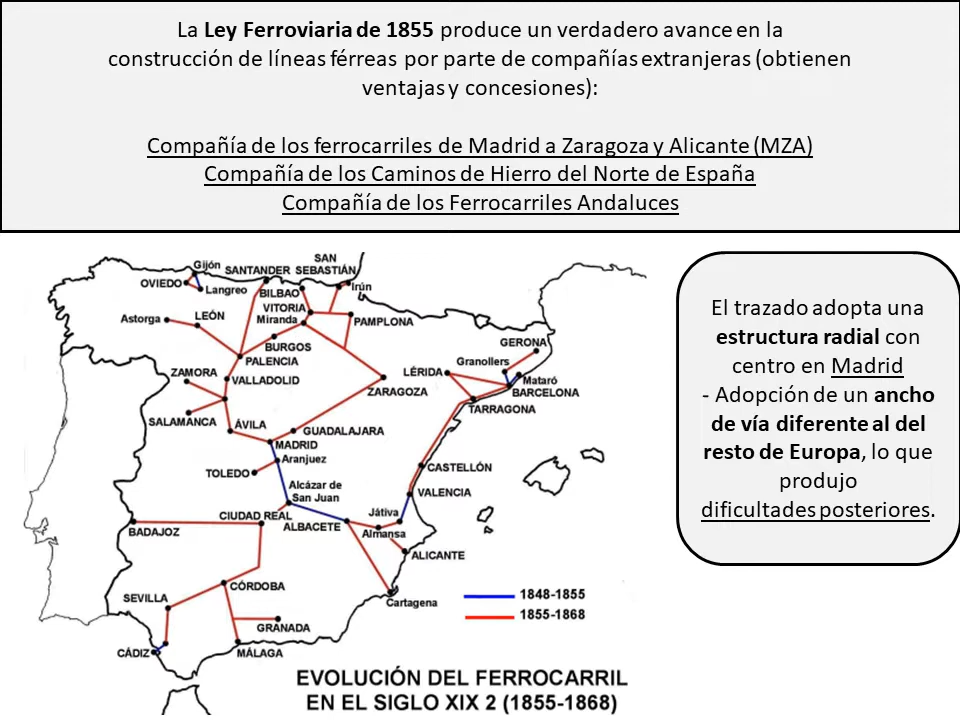 La Ley Ferroviaria de 1855 produce un verdadero avance en la
construcción de líneas férreas por parte de compañías extranjeras (obtienen
ventajas y concesiones):
Compañía de los ferrocarriles de Madrid a Zaragoza y Alicante (MZA)
Compañía de los Caminos de Hierro del Norte de España
Compañía de los Ferrocarriles Andaluces
El trazado adopta una
estructura radial con
centro en Madrid
- Adopción de un ancho
de vía diferente al del
resto de Europa, lo que
produjo
dificultades posteriores.
Gijón
OVIEDO
Langreo
SANTANDER
SAN
SEBASTIÁN
Irún
BILBAO
VITORIA
Miranda
PAMPLONA
Astorga
LEÓN
BURGOS
PALENCIA
GERONA
Granollers
Mataró
BARCELONA
LÉRIDA
TARRAGONA
ZAMORA
VALLADOLID
ZARAGOZA
SALAMANCA
ÁVILA
GUADALAJARA
MADRID
Aranjuez
TOLEDO
CASTELLÓN
Alcázar de
San Juan
VALENCIA
CIUDAD REAL
ALBACETE
Játiva
Almansa
BADAJOZ
ALICANTE
CÓRDOBA
SEVILLA
Cartagena
GRANADA
CÁDIZ
MÁLAGA
1848-1855
1855-1868
EVOLUCIÓN DEL FERROCARRIL
EN EL SIGLO XIX 2 (1855-1868)